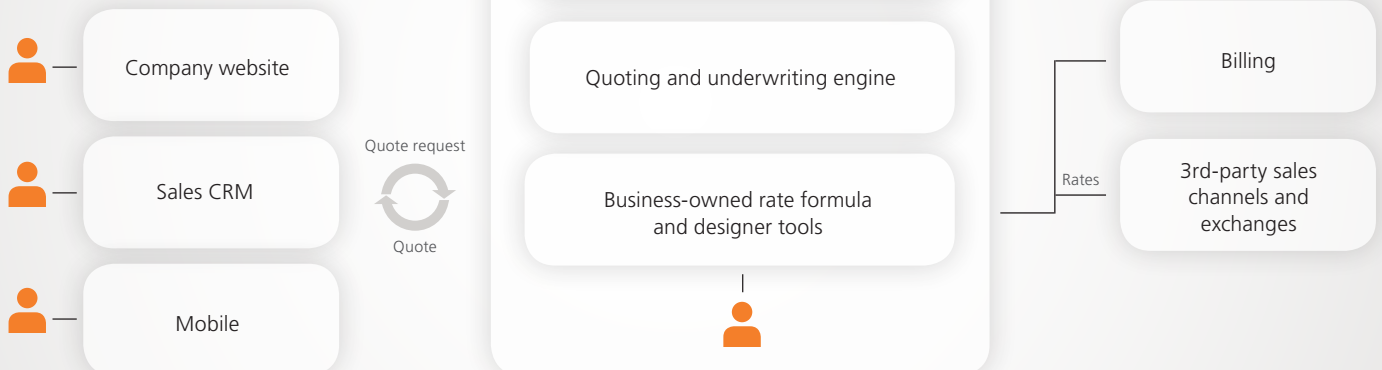 Company website
Sales CRM
Mobile
Quote request
Quote
Quoting and underwriting engine
Business-owned rate formula
and designer tools
Rates
Billing
3rd-party sales
channels and
exchanges